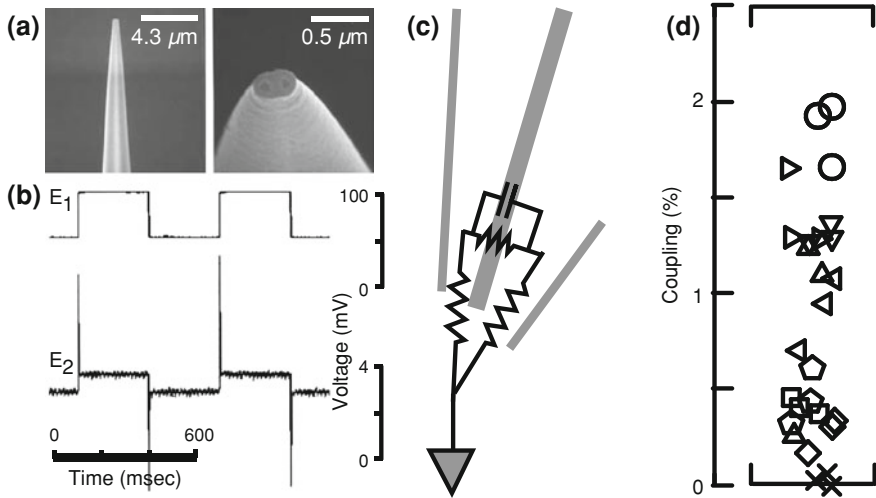 (a)
4.3 µm
0.5 µm
(b)
E1
E2
100
0
4
0
Voltage (mV)
0
600
Time (msec)
(c)
(d)
2
1
0
Coupling (%)